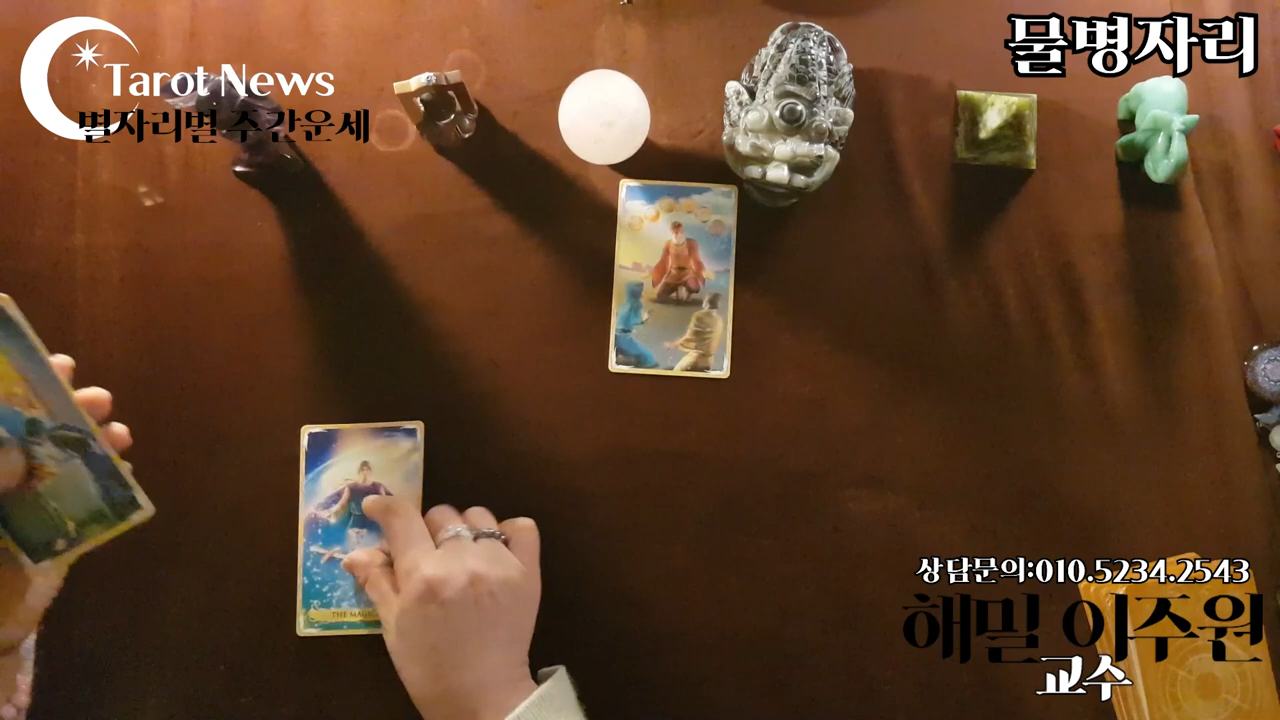 Tarot News
별자리별 주간운세
물병자리
THE MAGIC
상담문의:010.5234.2543
해밀 이주원
교수